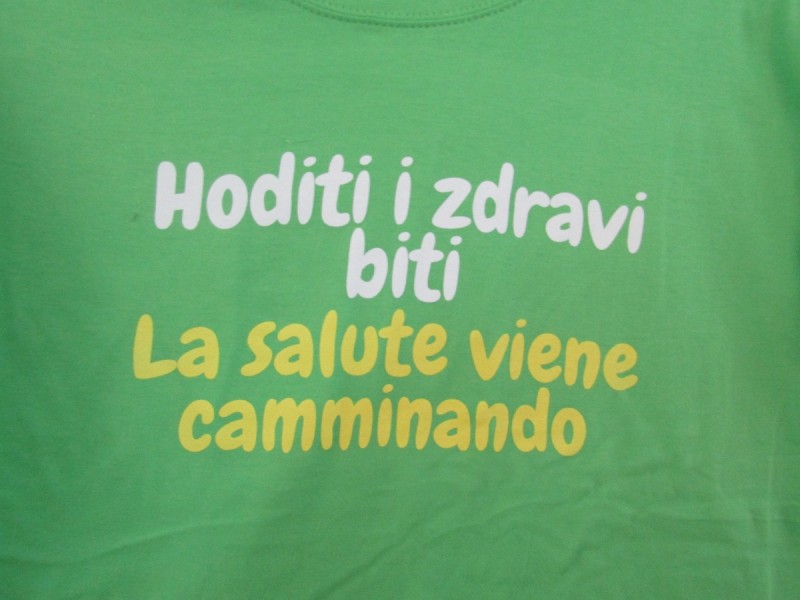 Hoditi i zdravi
biti
La salute viene
camminando